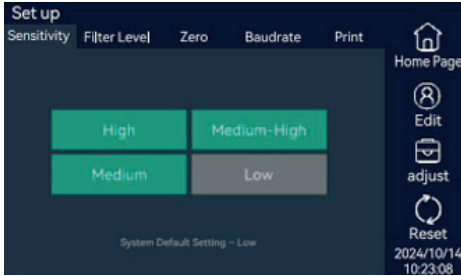 Set up
Sensitivity Filter Level Zero Baudrate Print
Home Page
Edit
High Medium-High
Medium Low
adjust
System Default Setting - Low
Reset
2024/10/14
10:23:08